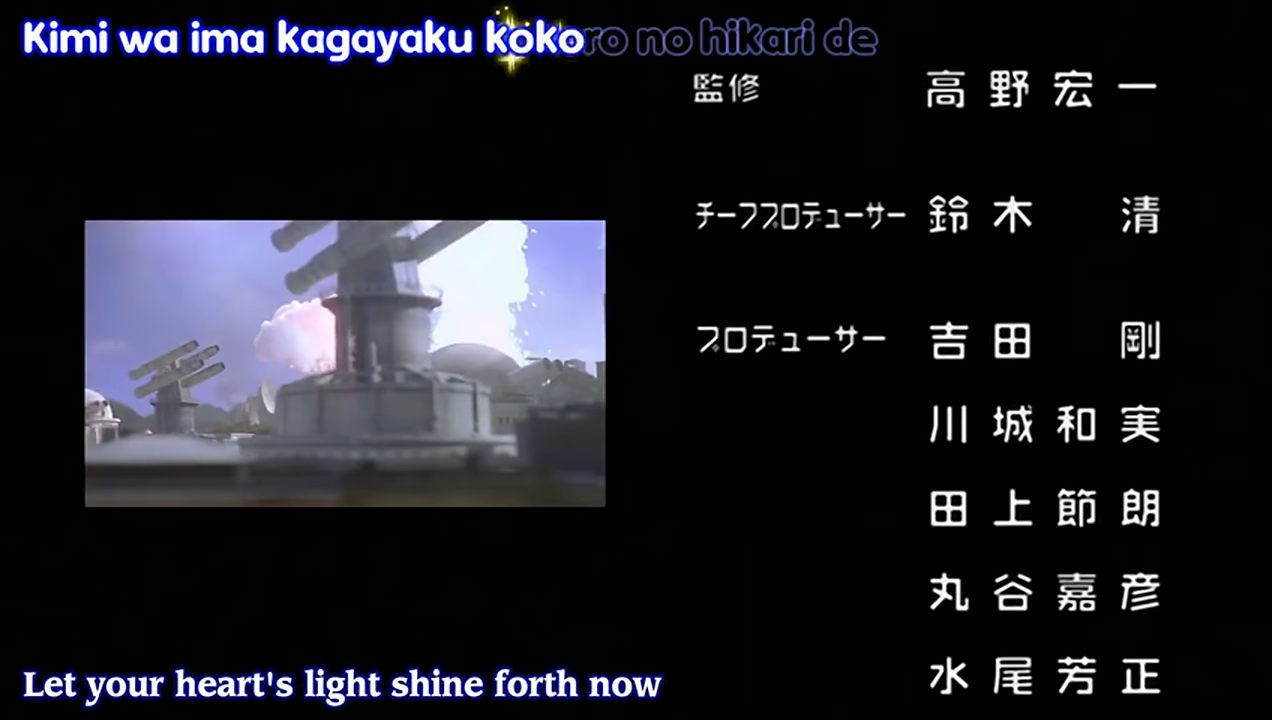 Kimi wa ima kagayaku kokoro no hikari de
監修 高野宏一
チーフプロデューサー 鈴木 清
プロデューサー 吉田 剛
川城和実
田上節朗
丸谷嘉彦
水尾芳正
Let your heart's light shine forth now